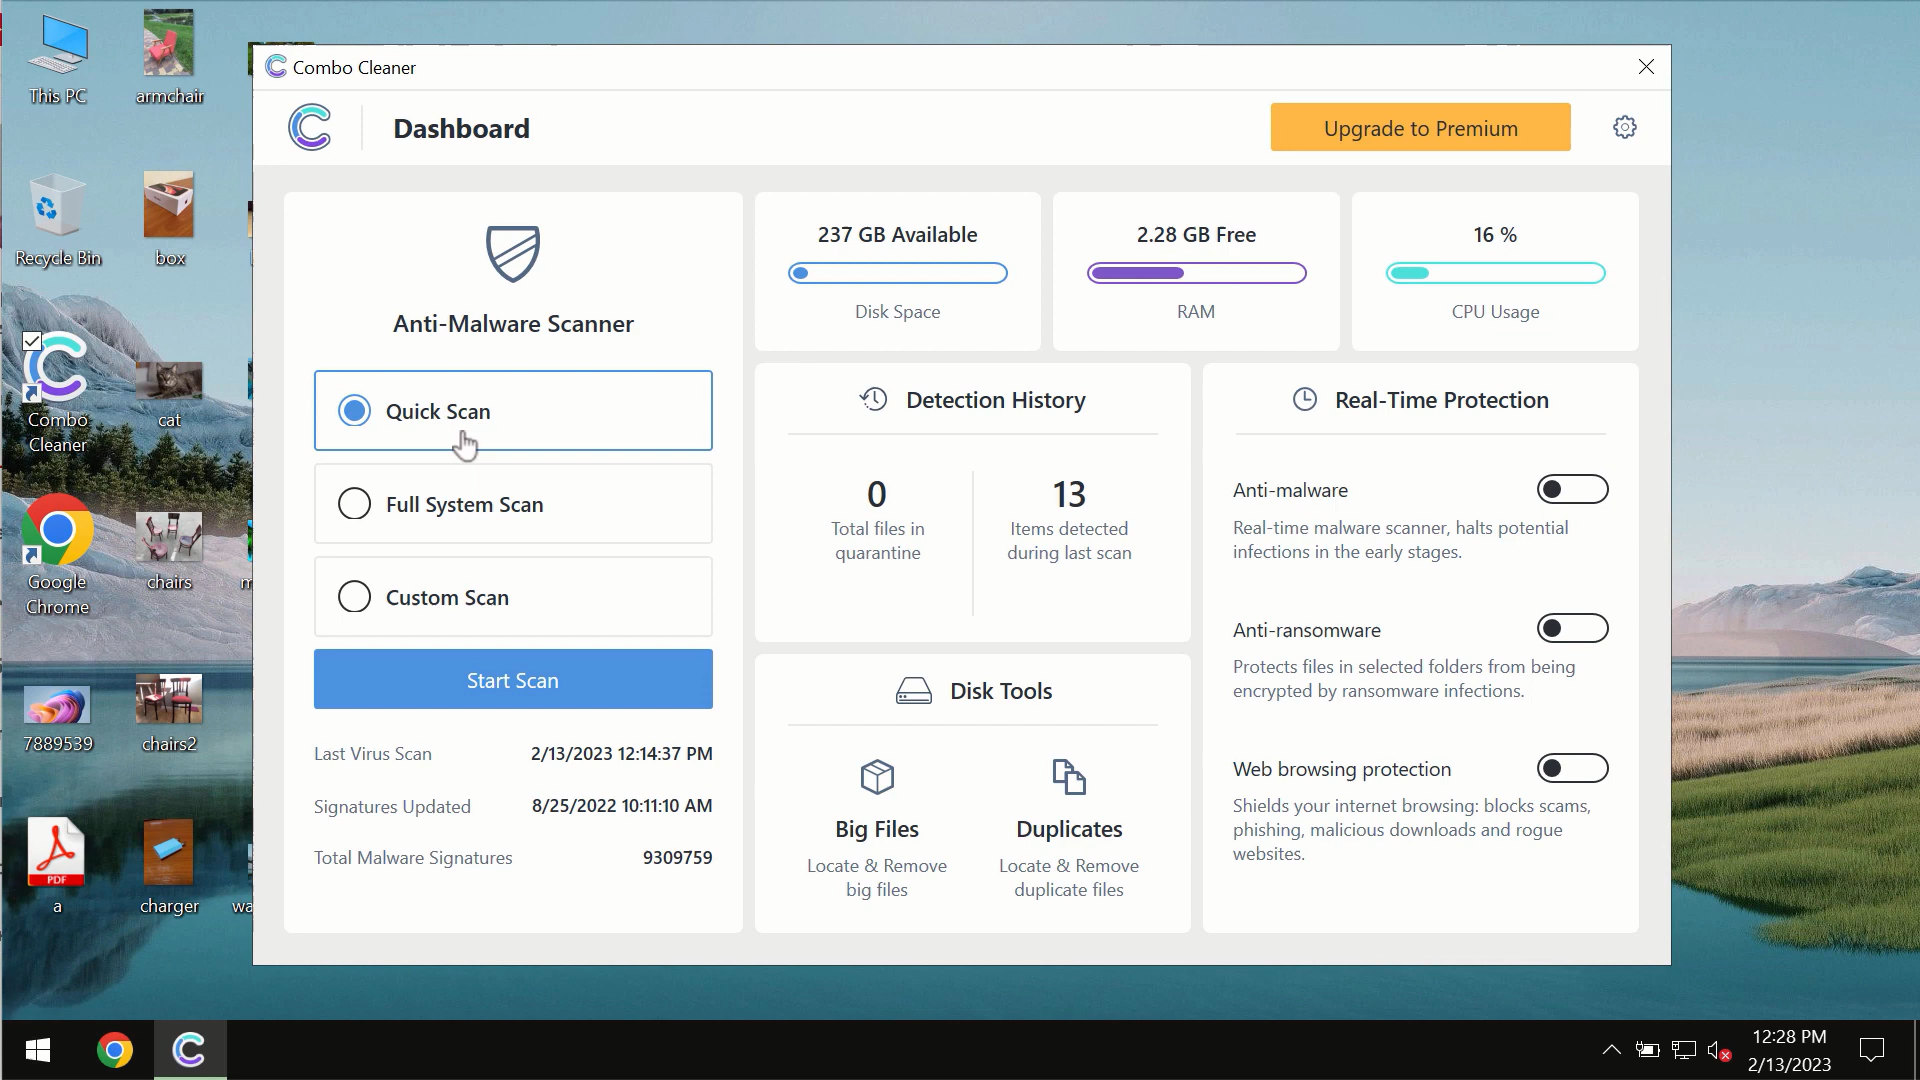 This PC
armchair
Recycle Bin
box
Combo
Cleaner
cat
Google
Chrome
chairs
7889539
chairs2
PDF
a
charger
Combo Cleaner
Dashboard
Upgrade to Premium
Anti-Malware Scanner
Quick Scan
Full System Scan
Custom Scan
Start Scan
Last Virus Scan 2/13/2023 12:14:37 PM
Signatures Updated 8/25/2022 10:11:10 AM
Total Malware Signatures 9309759
237 GB Available
Disk Space
2.28 GB Free
RAM
16 %
CPU Usage
Detection History
0
Total files in
quarantine
13
Items detected
during last scan
Disk Tools
Big Files
Locate & Remove
big files
Duplicates
Locate & Remove
duplicate files
Real-Time Protection
Anti-malware
Real-time malware scanner, halts potential
infections in the early stages.
Anti-ransomware
Protects files in selected folders from being
encrypted by ransomware infections.
Web browsing protection
Shields your internet browsing: blocks scams,
phishing, malicious downloads and rogue
websites.
12:28 PM
2/13/2023